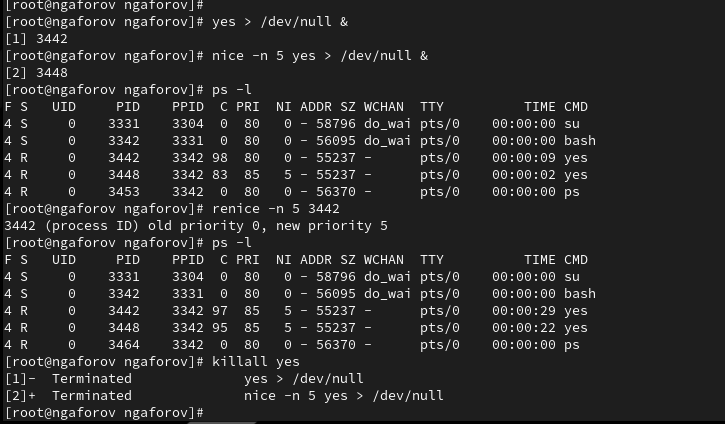 [root@ngaforov ngaforov]#
[root@ngaforov ngaforov]# yes > /dev/null &
[1] 3442
[root@ngaforov ngaforov]# nice -n 5 yes > /dev/null &
[2] 3448
[root@ngaforov ngaforov]# ps -l
F S   UID     PID    PPID  C PRI  NI ADDR SZ WCHAN  TTY          TIME CMD
4 S     0    3331    3304  0  80   0 - 58796 do_wai pts/0    00:00:00 su
4 S     0    3342    3331  0  80   0 - 56095 do_wai pts/0    00:00:00 bash
4 R     0    3442    3342 98  80   0 - 55237 -      pts/0    00:00:09 yes
4 R     0    3448    3342 83  85   5 - 55237 -      pts/0    00:00:02 yes
4 R     0    3453    3342  0  80   0 - 56370 -      pts/0    00:00:00 ps
[root@ngaforov ngaforov]# renice -n 5 3442
3442 (process ID) old priority 0, new priority 5
[root@ngaforov ngaforov]# ps -l
F S   UID     PID    PPID  C PRI  NI ADDR SZ WCHAN  TTY          TIME CMD
4 S     0    3331    3304  0  80   0 - 58796 do_wai pts/0    00:00:00 su
4 S     0    3342    3331  0  80   0 - 56095 do_wai pts/0    00:00:00 bash
4 R     0    3442    3342 97  85   5 - 55237 -      pts/0    00:00:29 yes
4 R     0    3448    3342 95  85   5 - 55237 -      pts/0    00:00:22 yes
4 R     0    3464    3342  0  80   0 - 56370 -      pts/0    00:00:00 ps
[root@ngaforov ngaforov]# killall yes
[1]-  Terminated              yes > /dev/null
[2]+  Terminated              nice -n 5 yes > /dev/null
[root@ngaforov ngaforov]#